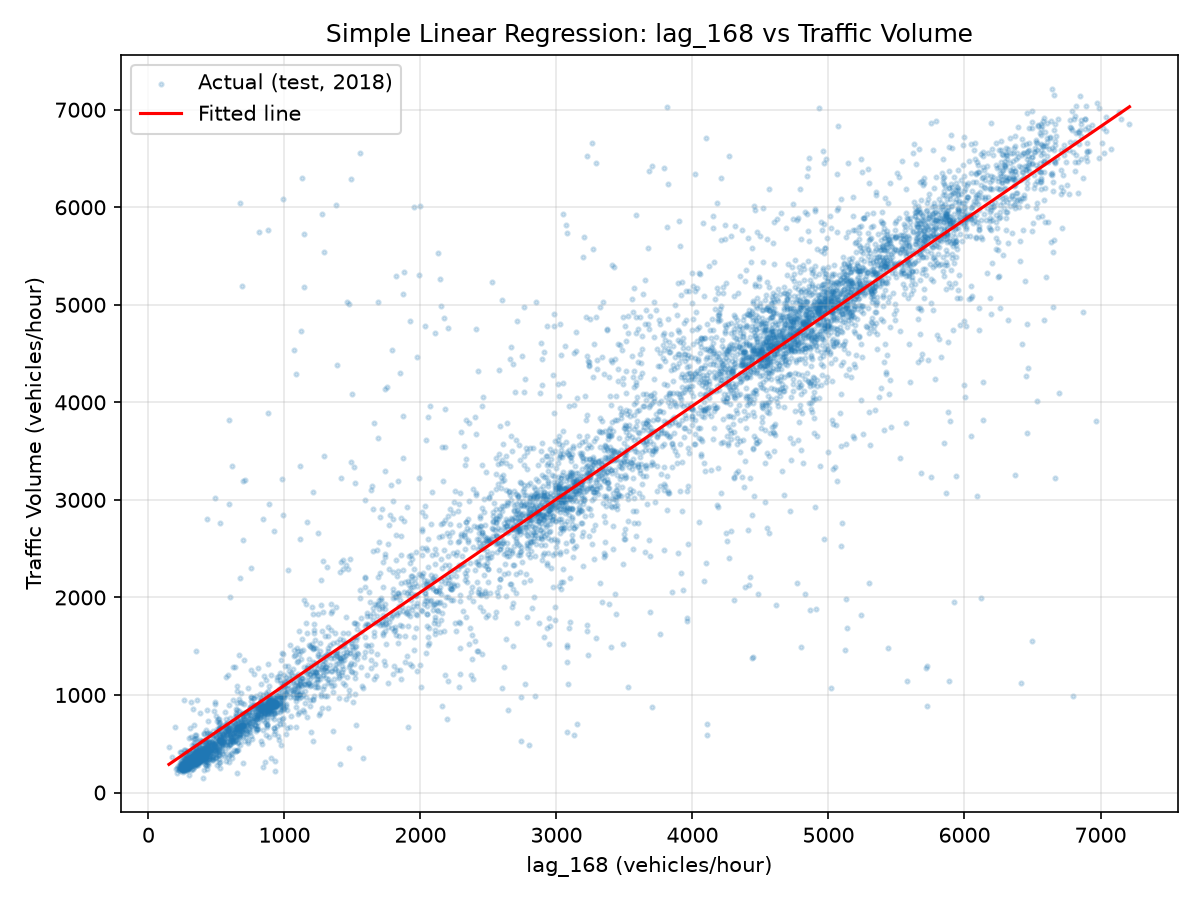 Simple Linear Regression: lag_168 vs Traffic Volume
Actual (test, 2018)
Fitted line
Traffic Volume (vehicles/hour)
7000
6000
5000
4000
3000
2000
1000
0
0 1000 2000 3000 4000 5000 6000 7000
lag_168 (vehicles/hour)